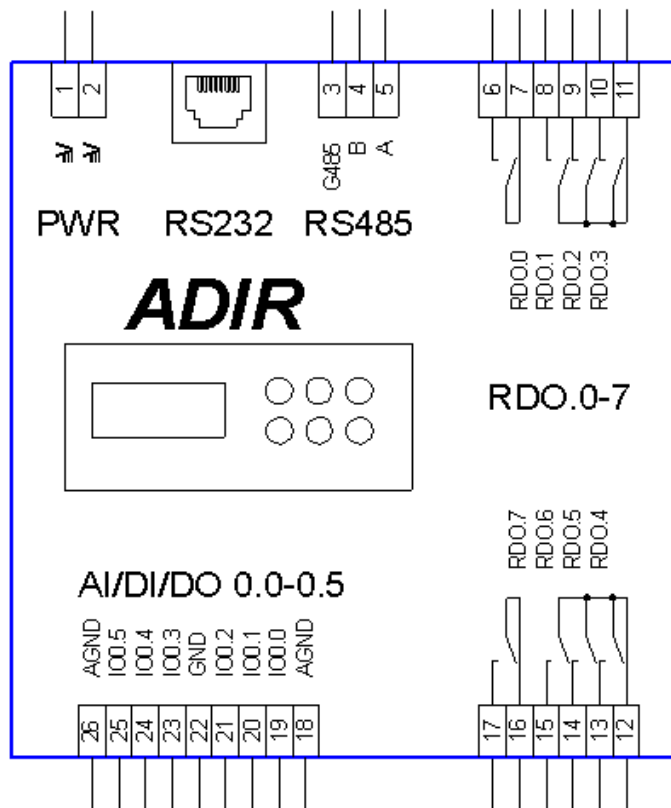 1 2 3 4 5 6 7 8 9 10 11
G485 B A
PWR RS232 RS485
RDO.0 RDO.1 RDO.2 RDO.3
ADIR
RDO.0-7
RDO.7 RDO.6 RDO.5 RDO.4
AI/DI/DO 0.0-0.5
AGND IO0.5 IO0.4 IO0.3 GND IO0.2 IO0.1 IO0.0 AGND
26 25 24 23 22 21 20 19 18 17 16 15 14 13 12